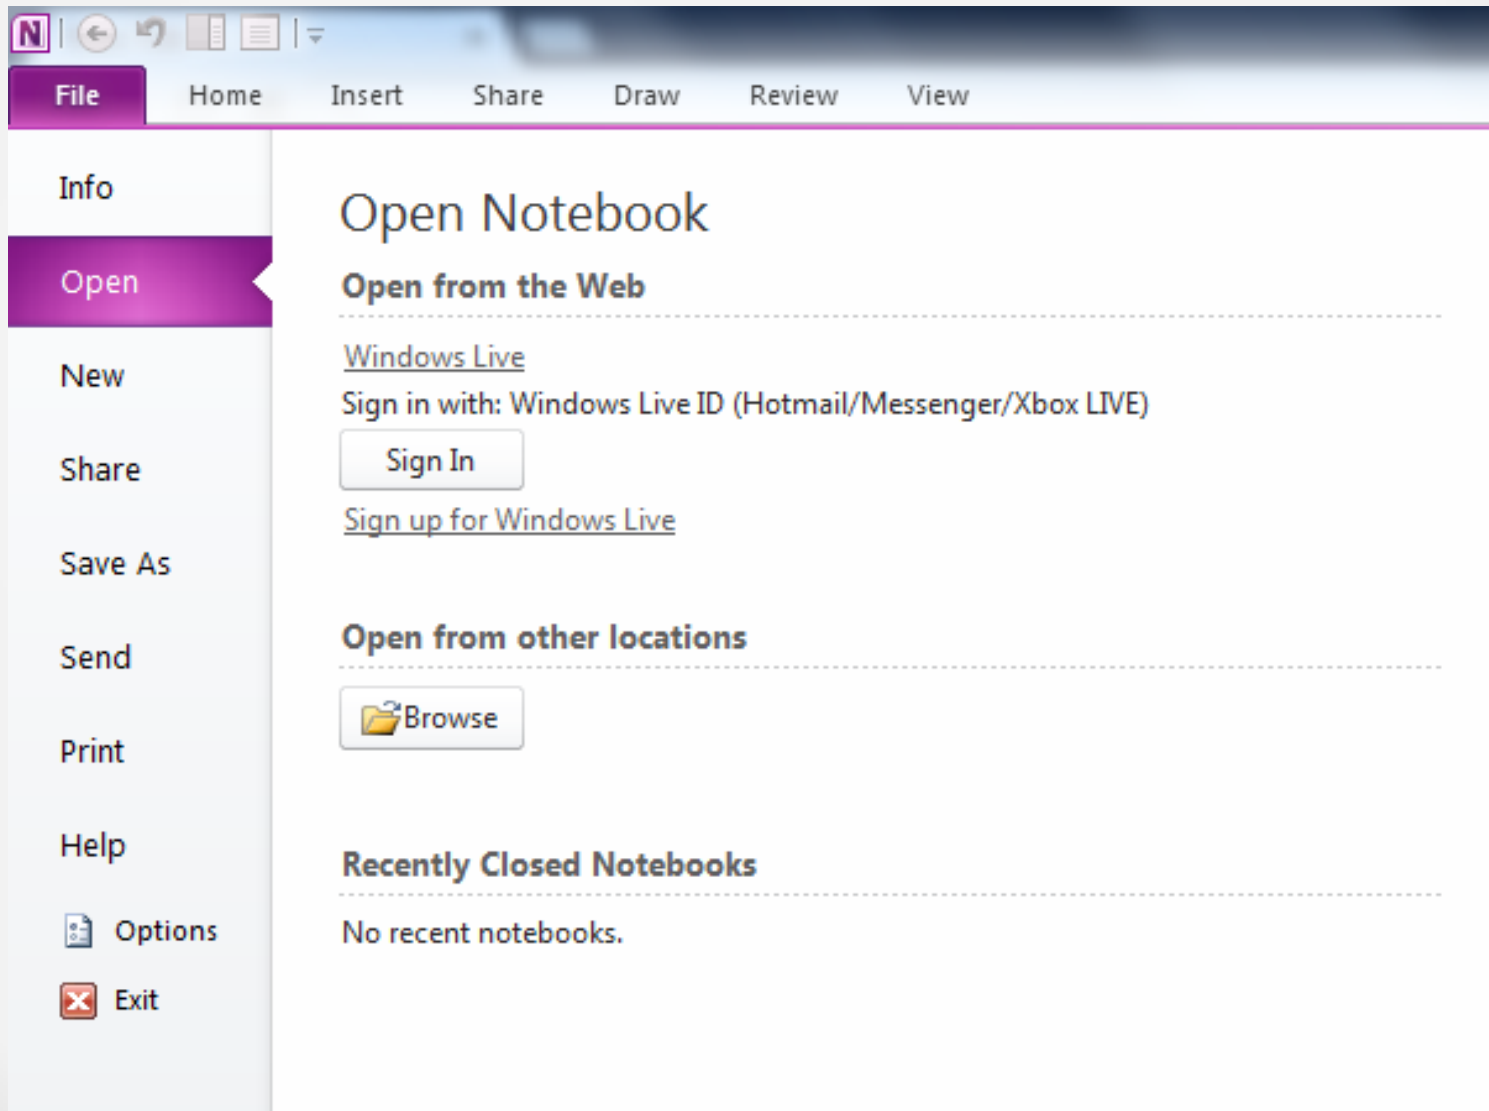 N
File Home Insert Share Draw Review View
Info
Open
New
Share
Save As
Send
Print
Help
Options
Exit
Open Notebook
Open from the Web
Windows Live
Sign in with: Windows Live ID (Hotmail/Messenger/Xbox LIVE)
Sign In
Sign up for Windows Live
Open from other locations
Browse
Recently Closed Notebooks
No recent notebooks.